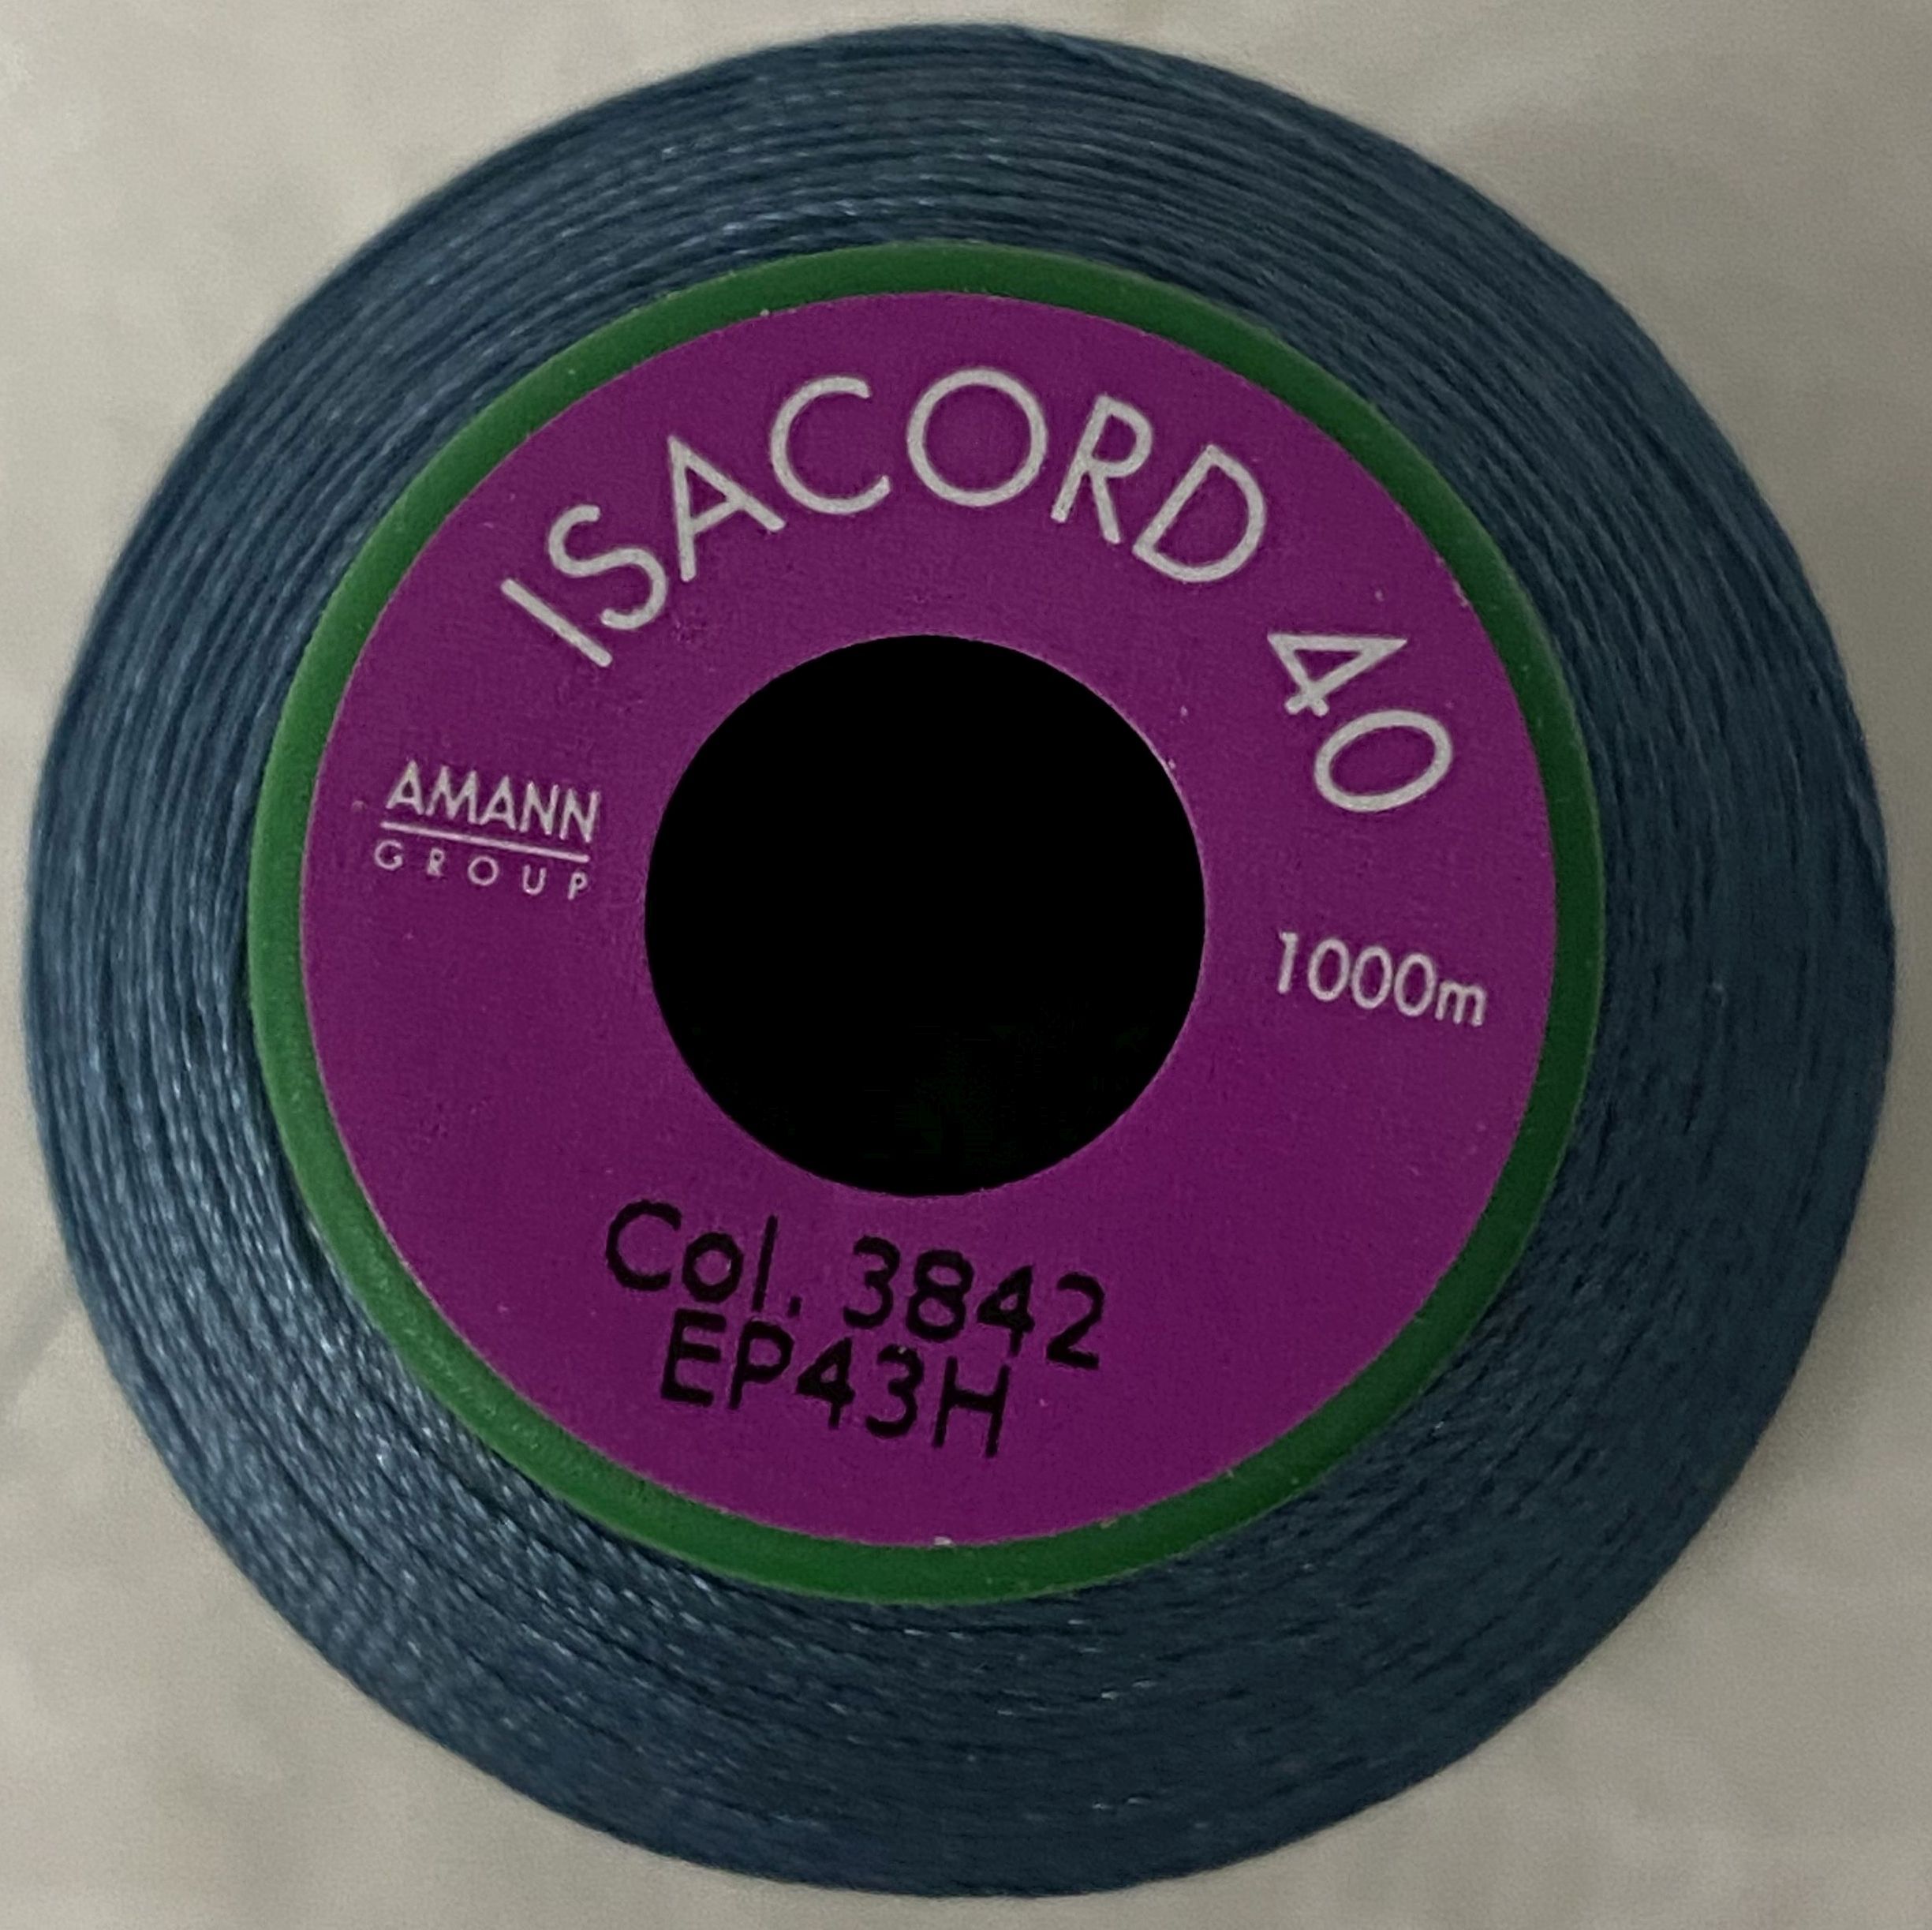 ISACORD 40
AMANN
GROUP
1000m
Col. 3842
EP43H